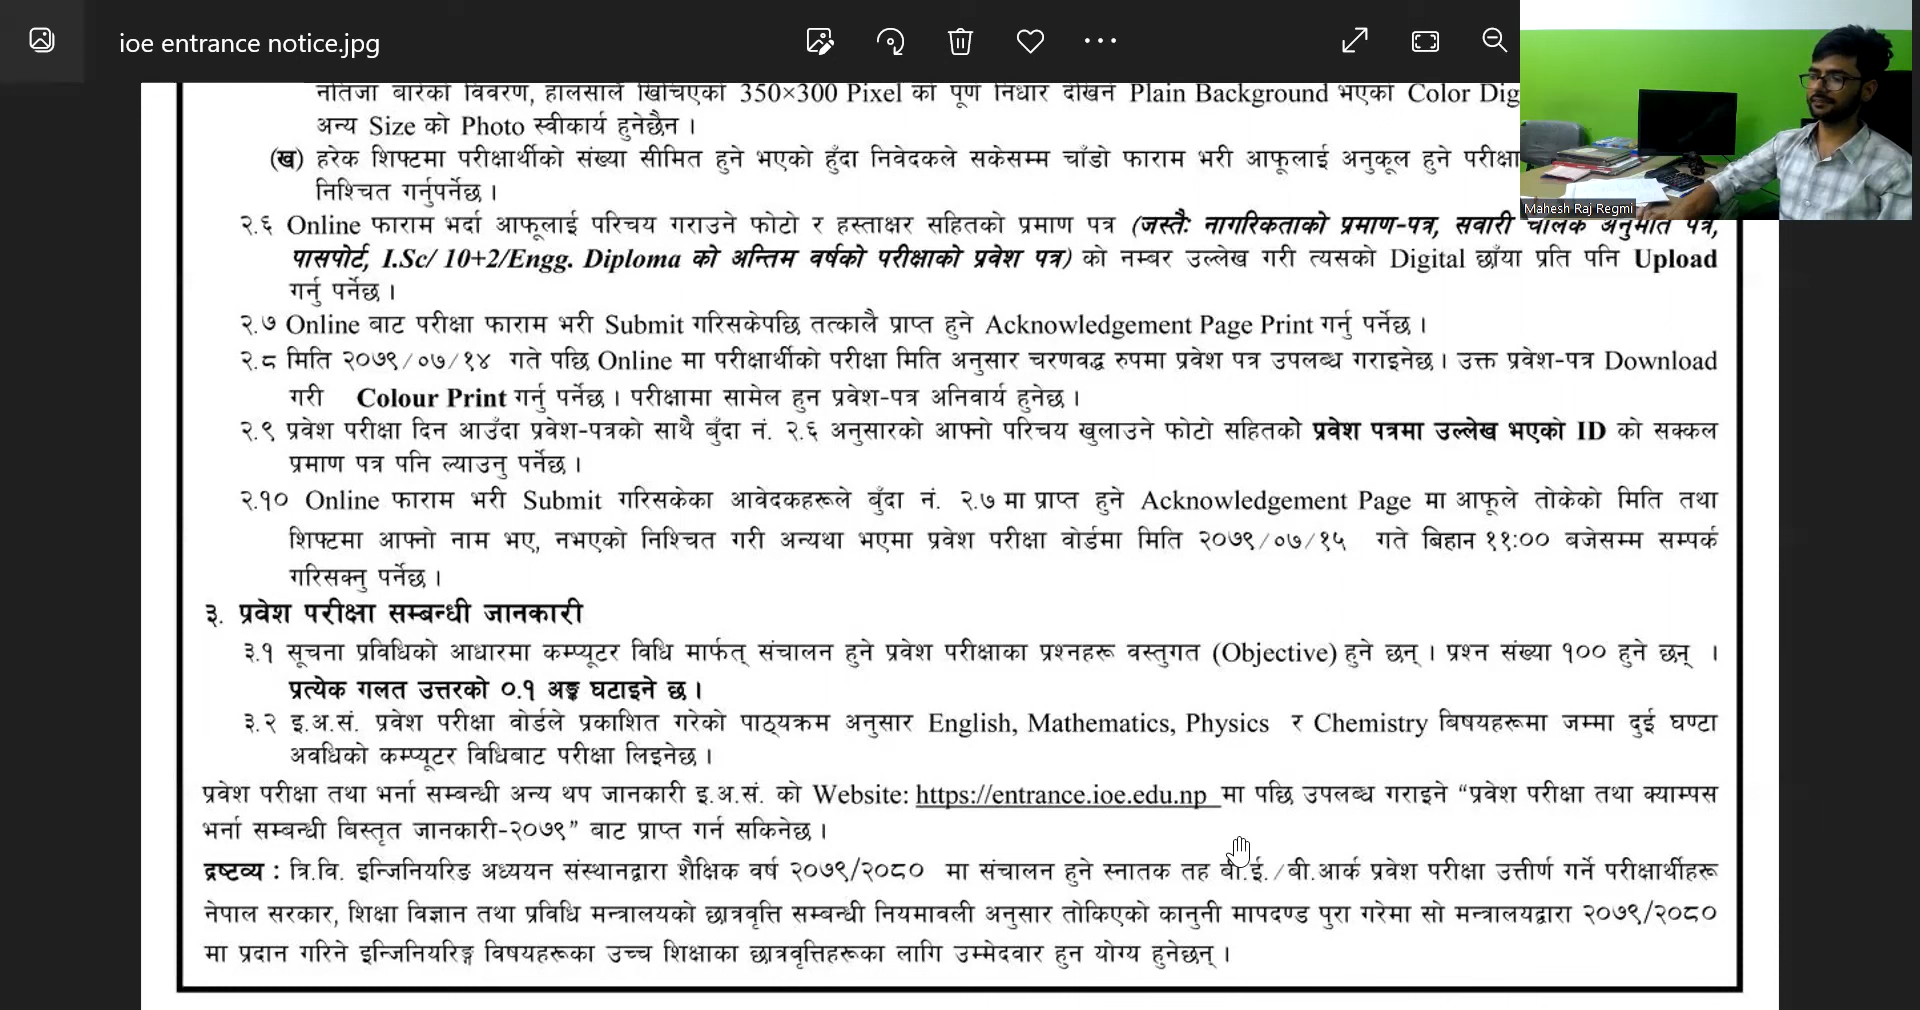 ioe entrance notice.jpg
नतिजा बारेको विवरण, हालसालै खिचिएको 350×300 Pixel को पूर्ण निधार देखिने Plain Background भएको Color Dig
अन्य Size को Photo स्वीकार्य हुनेछैन ।
(ख) हरेक शिफ्टमा परीक्षार्थीको संख्या सीमित हुने भएको हुँदा निवेदकले सकेसम्म चाँडो फाराम भरी आफूलाई अनुकूल हुने परीक्षा
निश्चित गर्नुपर्नेछ ।
Mahesh Raj Regmi
२.६ Online फाराम भर्दा आफूलाई परिचय गराउने फोटो र हस्ताक्षर सहितको प्रमाण पत्र (जस्तैः नागरिकताको प्रमाण-पत्र, सवारी चालक अनुमति पत्र,
पासपोर्ट, I.Sc/ 10+2/Engg. Diploma को अन्तिम वर्षको परीक्षाको प्रवेश पत्र) को नम्बर उल्लेख गरी त्यसको Digital छाँया प्रति पनि Upload
गर्नु पर्नेछ ।
२.७ Online बाट परीक्षा फाराम भरी Submit गरिसकेपछि तत्कालै प्राप्त हुने Acknowledgement Page Print गर्नु पर्नेछ ।
२.८ मिति २०७९/०७/१४ गते पछि Online मा परीक्षार्थीको परीक्षा मिति अनुसार चरणवद्ध रुपमा प्रवेश पत्र उपलब्ध गराइनेछ । उक्त प्रवेश-पत्र Download
गरी Colour Print गर्नु पर्नेछ । परीक्षामा सामेल हुन प्रवेश-पत्र अनिवार्य हुनेछ ।
२.९ प्रवेश परीक्षा दिन आउँदा प्रवेश-पत्रको साथै बुँदा नं. २.६ अनुसारको आफ्नो परिचय खुलाउने फोटो सहितको प्रवेश पत्रमा उल्लेख भएको ID को सक्कल
प्रमाण पत्र पनि ल्याउनु पर्नेछ ।
२.१० Online फाराम भरी Submit गरिसकेका आवेदकहरूले बुँदा नं. २.७ मा प्राप्त हुने Acknowledgement Page मा आफूले तोकेको मिति तथा
शिफ्टमा आफ्नो नाम भए, नभएको निश्चित गरी अन्यथा भएमा प्रवेश परीक्षा वोर्डमा मिति २०७९/०७/१५ गते बिहान ११:०० बजेसम्म सम्पर्क
गरिसक्नु पर्नेछ ।
३. प्रवेश परीक्षा सम्बन्धी जानकारी
३.१ सूचना प्रविधिको आधारमा कम्प्यूटर विधि मार्फत् संचालन हुने प्रवेश परीक्षाका प्रश्नहरू वस्तुगत (Objective) हुने छन् । प्रश्न संख्या १०० हुने छन् ।
प्रत्येक गलत उत्तरको ०.१ अङ्क घटाइने छ ।
३.२ इ.अ.सं. प्रवेश परीक्षा वोर्डले प्रकाशित गरेको पाठ्यक्रम अनुसार English, Mathematics, Physics र Chemistry बिषयहरूमा जम्मा दुई घण्टा
अवधिको कम्प्यूटर विधिबाट परीक्षा लिइनेछ ।
प्रवेश परीक्षा तथा भर्ना सम्बन्धी अन्य थप जानकारी इ.अ.सं. को Website: https://entrance.ioe.edu.np मा पछि उपलब्ध गराइने “प्रवेश परीक्षा तथा क्याम्पस
भर्ना सम्बन्धी बिस्तृत जानकारी-२०७९” बाट प्राप्त गर्न सकिनेछ ।
द्रष्टव्य : त्रि.वि. इन्जिनियरिङ अध्ययन संस्थानद्वारा शैक्षिक वर्ष २०७९/२०८० मा संचालन हुने स्नातक तह बी.ई./बी.आर्क प्रवेश परीक्षा उत्तीर्ण गर्ने परीक्षार्थीहरू
नेपाल सरकार, शिक्षा विज्ञान तथा प्रविधि मन्त्रालयको छात्रवृत्ति सम्बन्धी नियमावली अनुसार तोकिएको कानुनी मापदण्ड पुरा गरेमा सो मन्त्रालयद्वारा २०७९/२०८०
मा प्रदान गरिने इन्जिनियरिङ्ग विषयहरूका उच्च शिक्षाका छात्रवृत्तिहरूका लागि उम्मेदवार हुन योग्य हुनेछन् ।